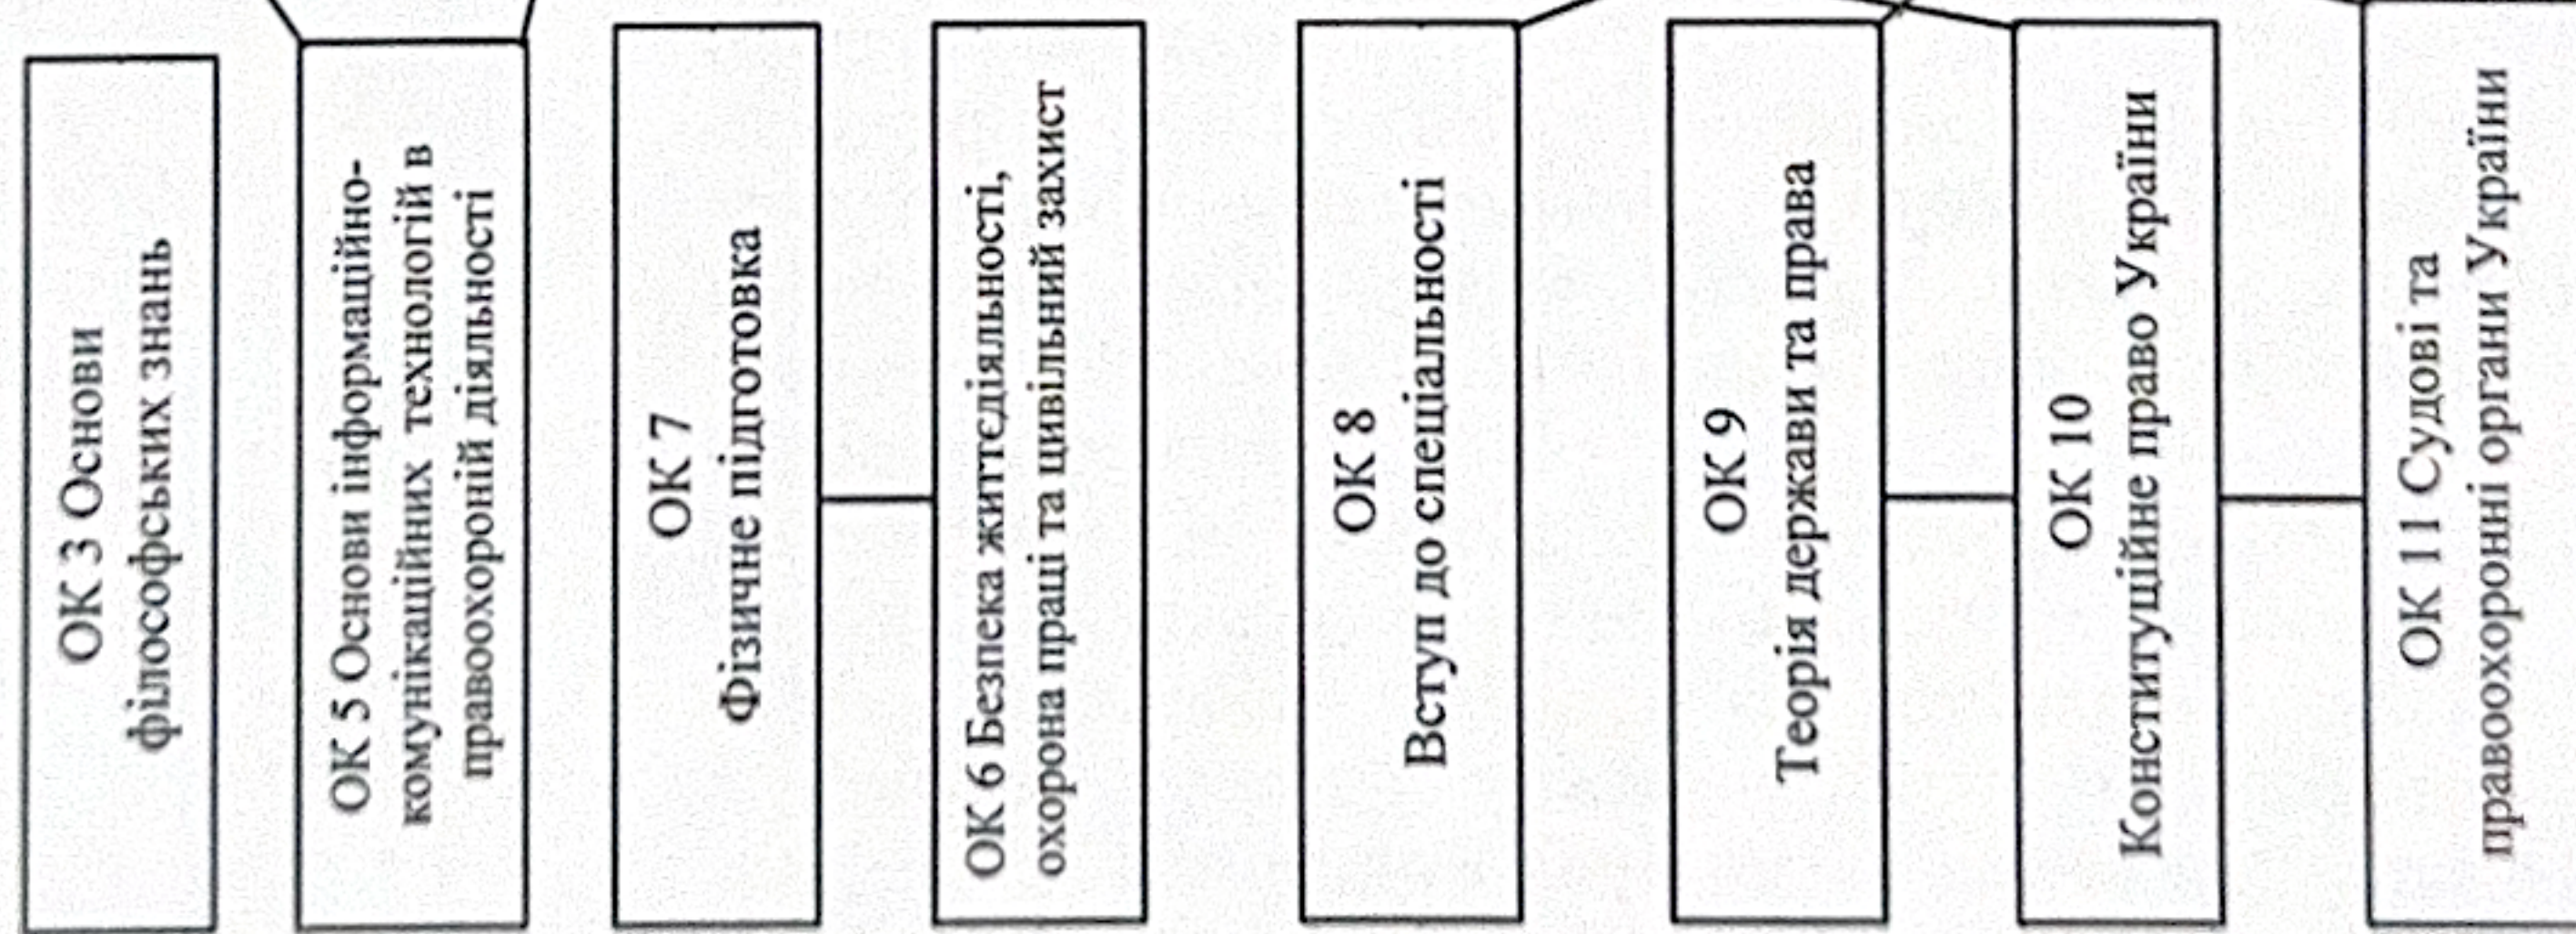 ОК 3 Основи
філософських знань
ОК 5 Основи інформаційно-
комунікаційних технологій в
правоохороній діяльності
ОК 7
Фізичне підготовка
ОК 6 Безпека життєдіяльності,
охорона праці та цивільний захист
ОК 8
Вступ до спеціальності
ОК 9
Теорія держави та права
ОК 10
Конституційне право України
ОК 11 Судові та
правоохоронні органи України